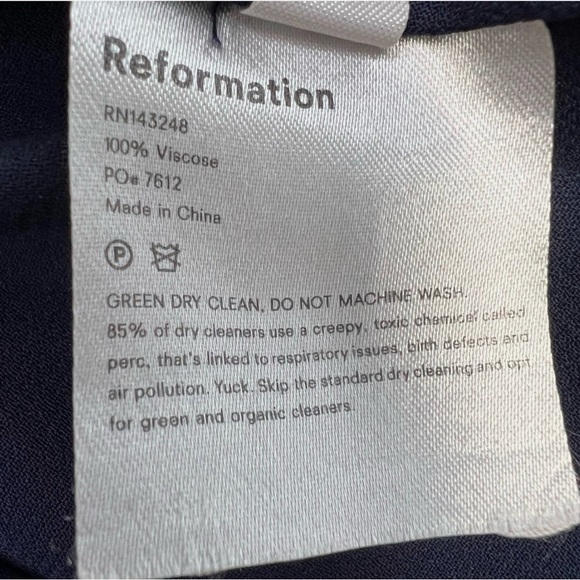 Reformation
RN143248
100% Viscose
PO# 7612
Made in China
P
GREEN DRY CLEAN, DO NOT MACHINE WASH.
85% of dry cleaners use a creepy, toxic chemical called
perc, that's linked to respiratory issues, birth defects and
air pollution. Yuck. Skip the standard dry cleaning and opt
for green and organic cleaners.